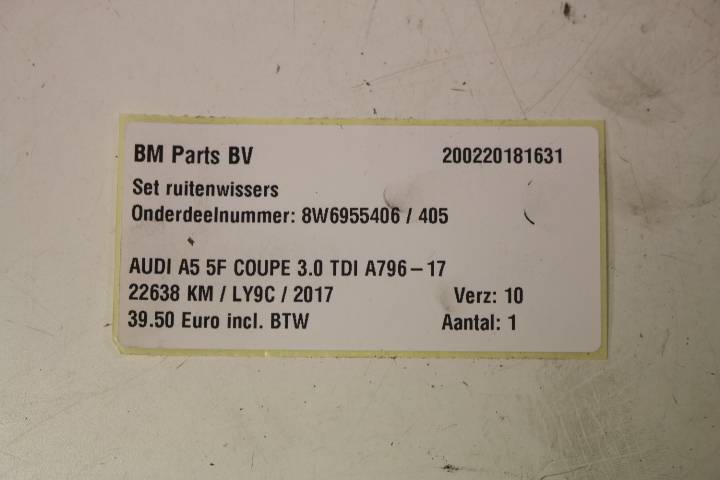 BM Parts BV 200220181631
Set ruitenwissers
Onderdeelnummer: 8W6955406 / 405
AUDI A5 5F COUPE 3.0 TDI A796-17
22638 KM / LY9C / 2017 Verz: 10
39.50 Euro incl. BTW Aantal: 1